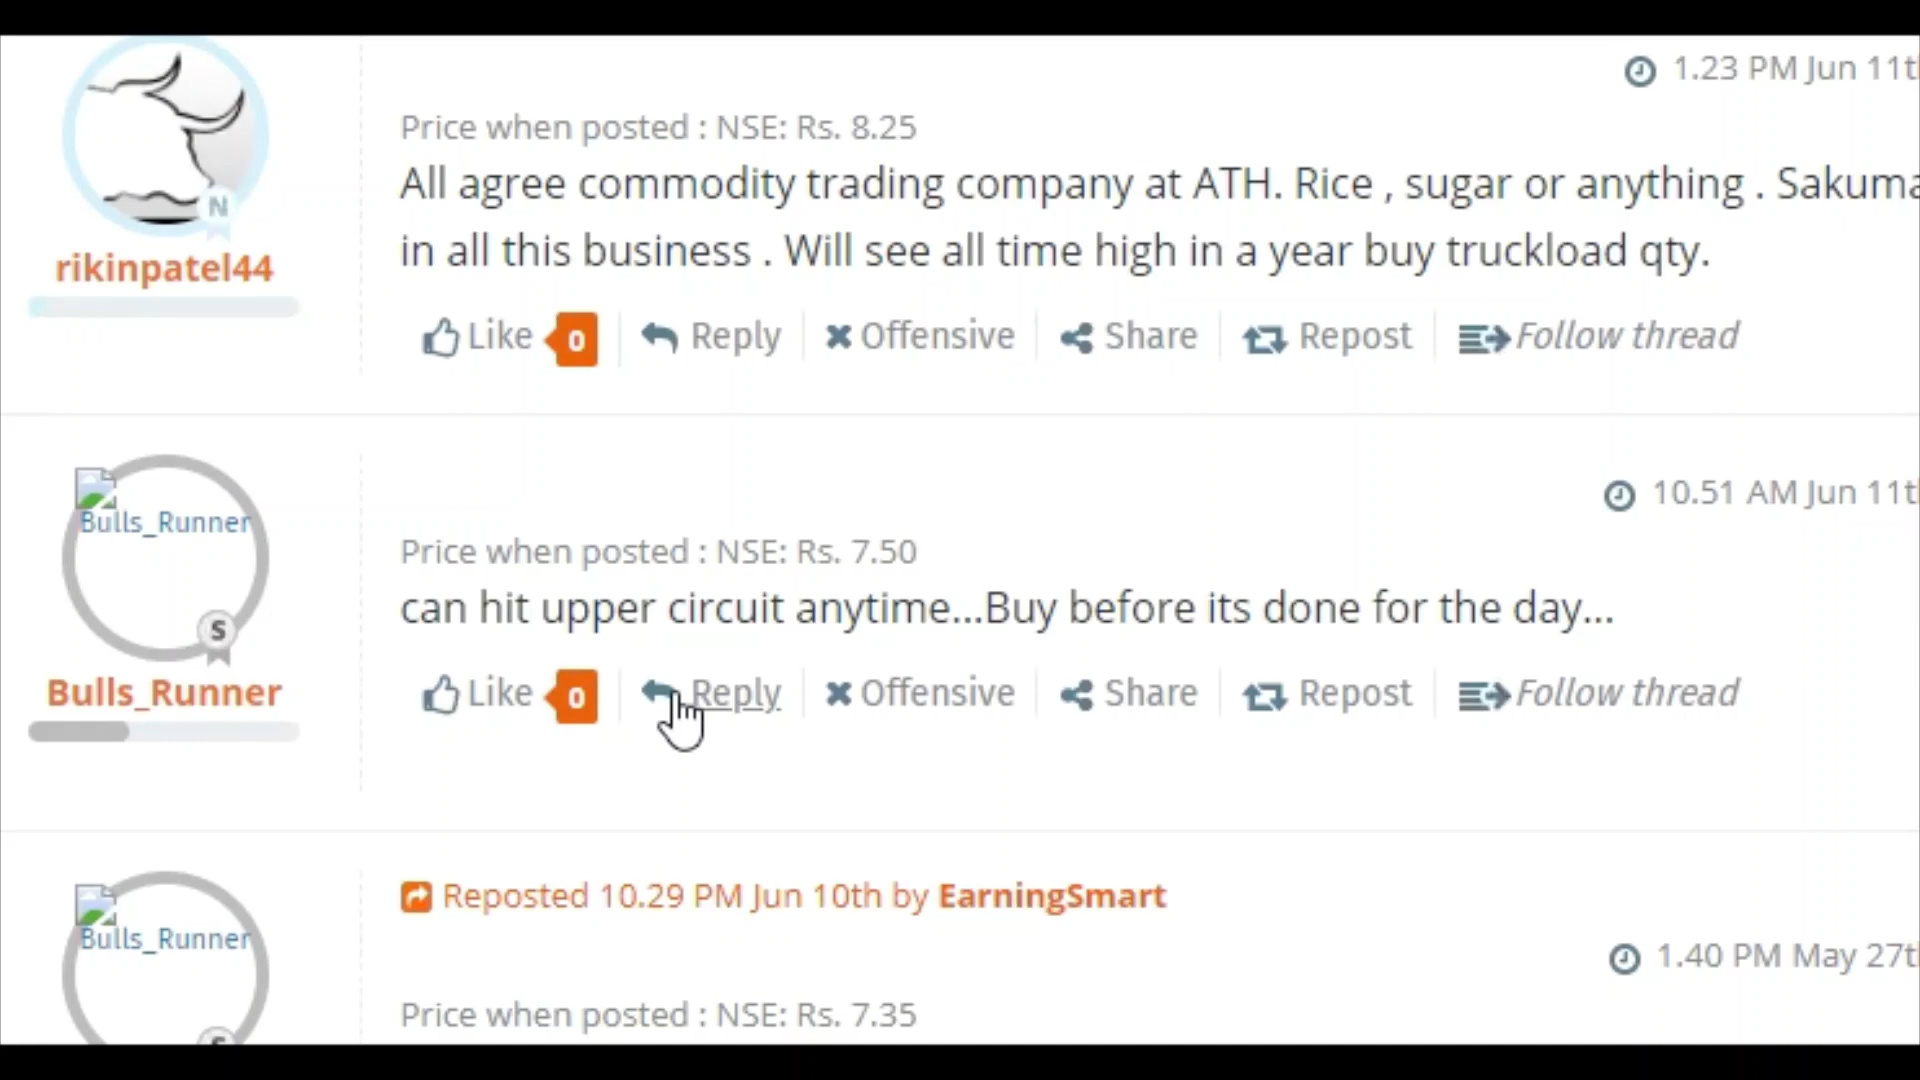 1.23 PM Jun 11t
Price when posted : NSE: Rs. 8.25
All agree commodity trading company at ATH. Rice , sugar or anything . Sakuma
in all this business . Will see all time high in a year buy truckload qty.
N
rikinpatel44
Like 0 Reply Offensive Share Repost Follow thread
10.51 AM Jun 11t
Bulls_Runner
Price when posted : NSE: Rs. 7.50
can hit upper circuit anytime...Buy before its done for the day...
S
Bulls_Runner
Like 0 Reply Offensive Share Repost Follow thread
Reposted 10.29 PM Jun 10th by EarningSmart
Bulls_Runner
1.40 PM May 27t
Price when posted : NSE: Rs. 7.35